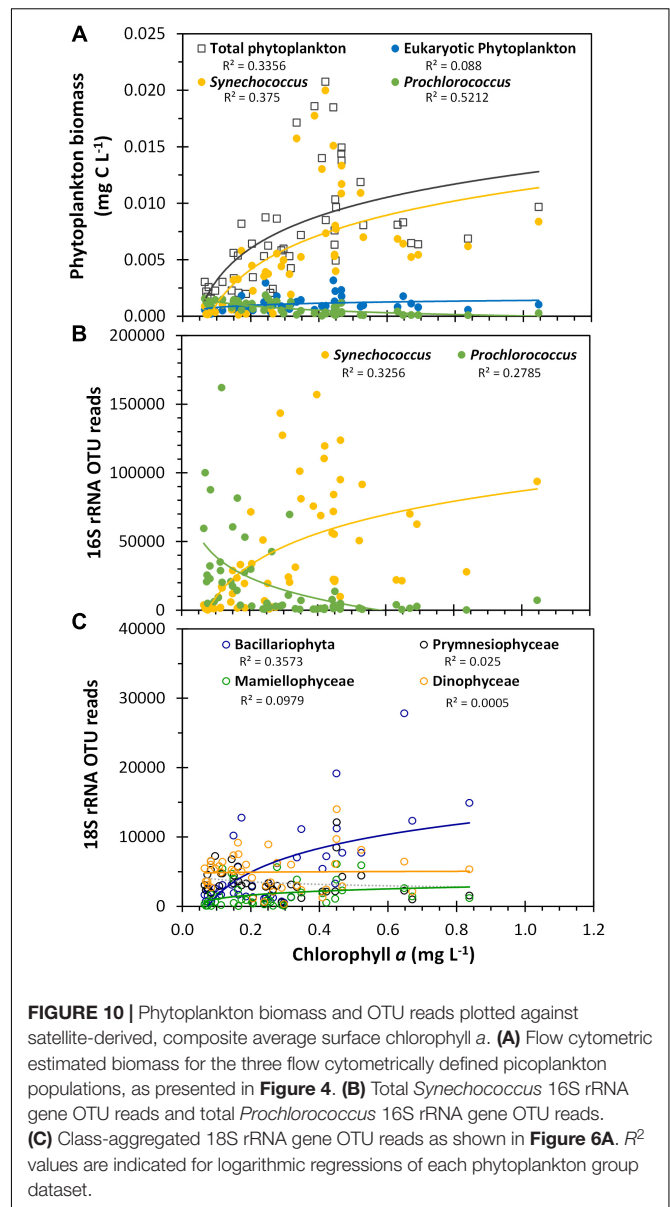 A
Total phytoplankton
R² = 0.3356
Eukaryotic Phytoplankton
R² = 0.088
Synechococcus
R² = 0.375
Prochlorococcus
R² = 0.5212
Phytoplankton biomass
(mg C L-1)
0.025
0.020
0.015
0.010
0.005
0.000
B
Synechococcus
R² = 0.3256
Prochlorococcus
R² = 0.2785
16S rRNA OTU reads
200000
150000
100000
50000
0
C
Bacillariophyta
R² = 0.3573
Prymnesiophyceae
R² = 0.025
Mamiellophyceae
R² = 0.0979
Dinophyceae
R² = 0.0005
18S rRNA OTU reads
40000
30000
20000
10000
0
0.0 0.2 0.4 0.6 0.8 1.0 1.2
Chlorophyll a (mg L-1)
FIGURE 10 | Phytoplankton biomass and OTU reads plotted against
satellite-derived, composite average surface chlorophyll a. (A) Flow cytometric
estimated biomass for the three flow cytometrically defined picoplankton
populations, as presented in Figure 4. (B) Total Synechococcus 16S rRNA
gene OTU reads and total Prochlorococcus 16S rRNA gene OTU reads.
(C) Class-aggregated 18S rRNA gene OTU reads as shown in Figure 6A. R2
values are indicated for logarithmic regressions of each phytoplankton group
dataset.